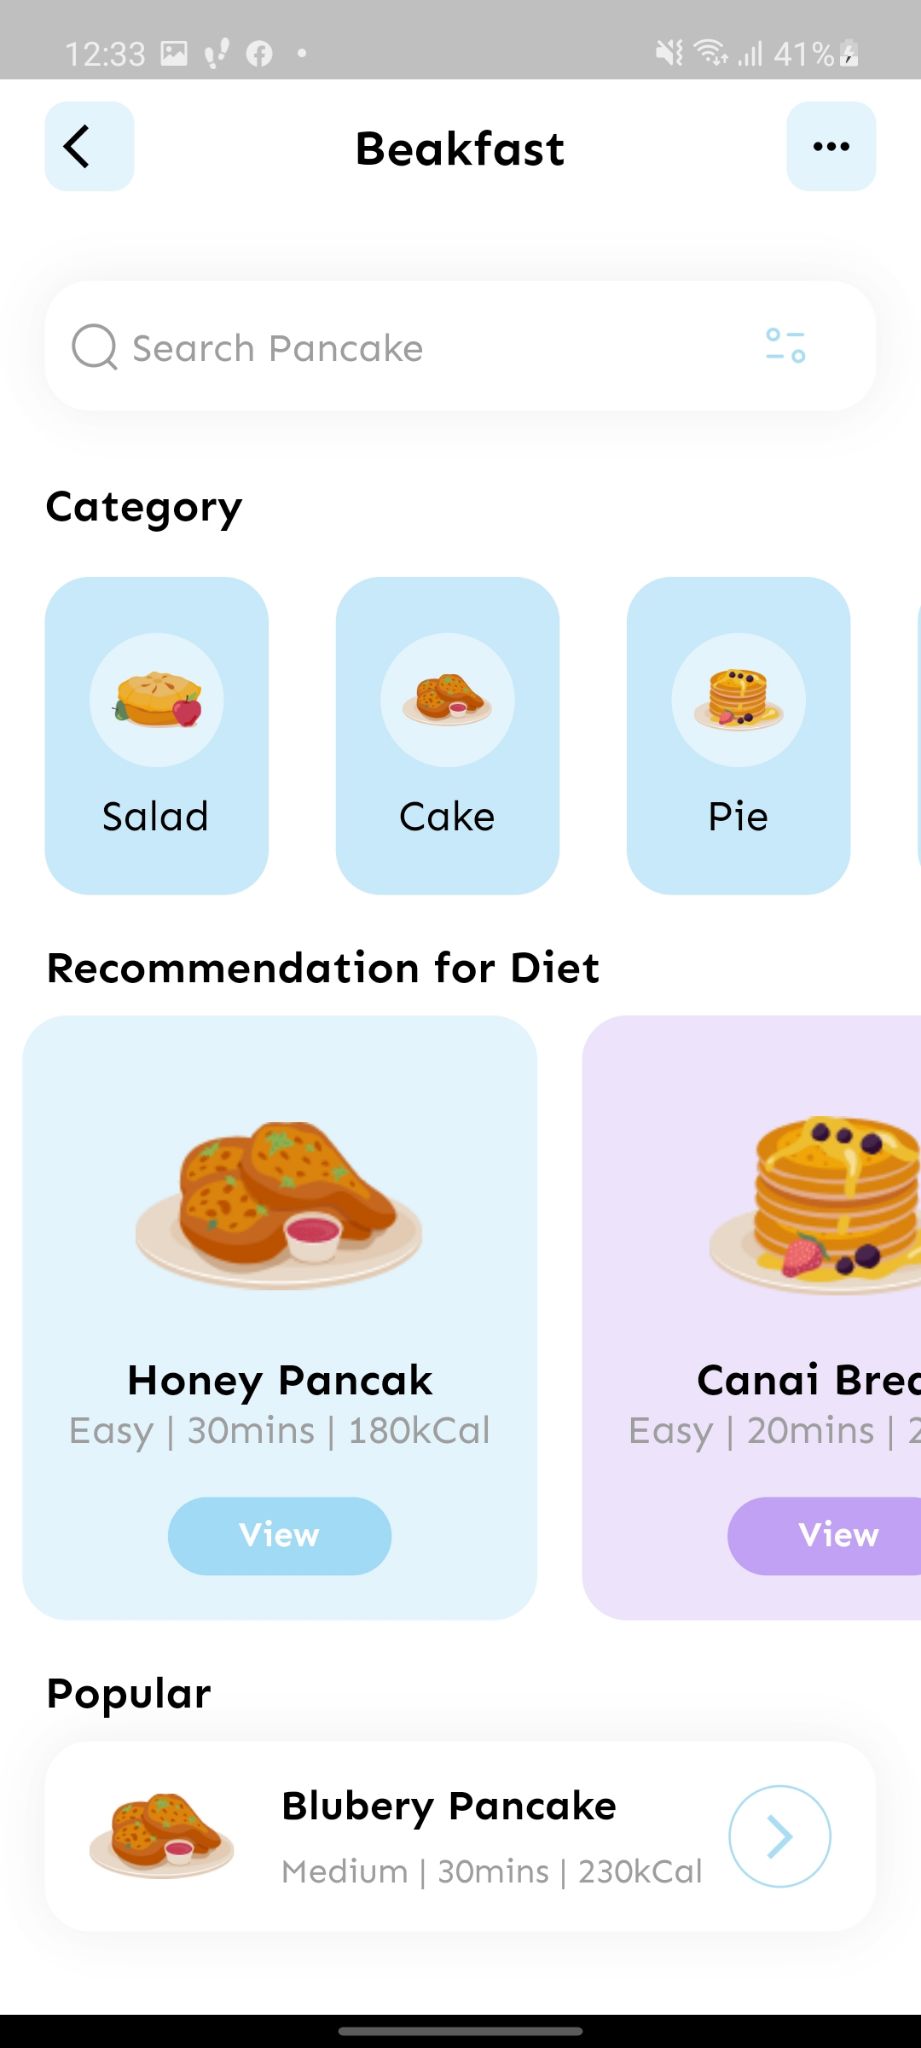 12:33 41%
Beakfast
Search Pancake
Category
Salad Cake Pie
Recommendation for Diet
Honey Pancak
Easy | 30mins | 180kCal
View
Canai Brea
Easy | 20mins | 2
View
Popular
Blubery Pancake
Medium | 30mins | 230kCal